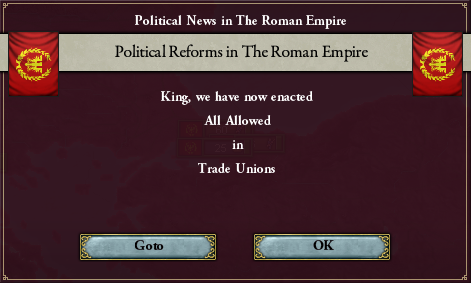 Political News in The Roman Empire
Political Reforms in The Roman Empire
King, we have now enacted
All Allowed
in
Trade Unions
Goto
OK